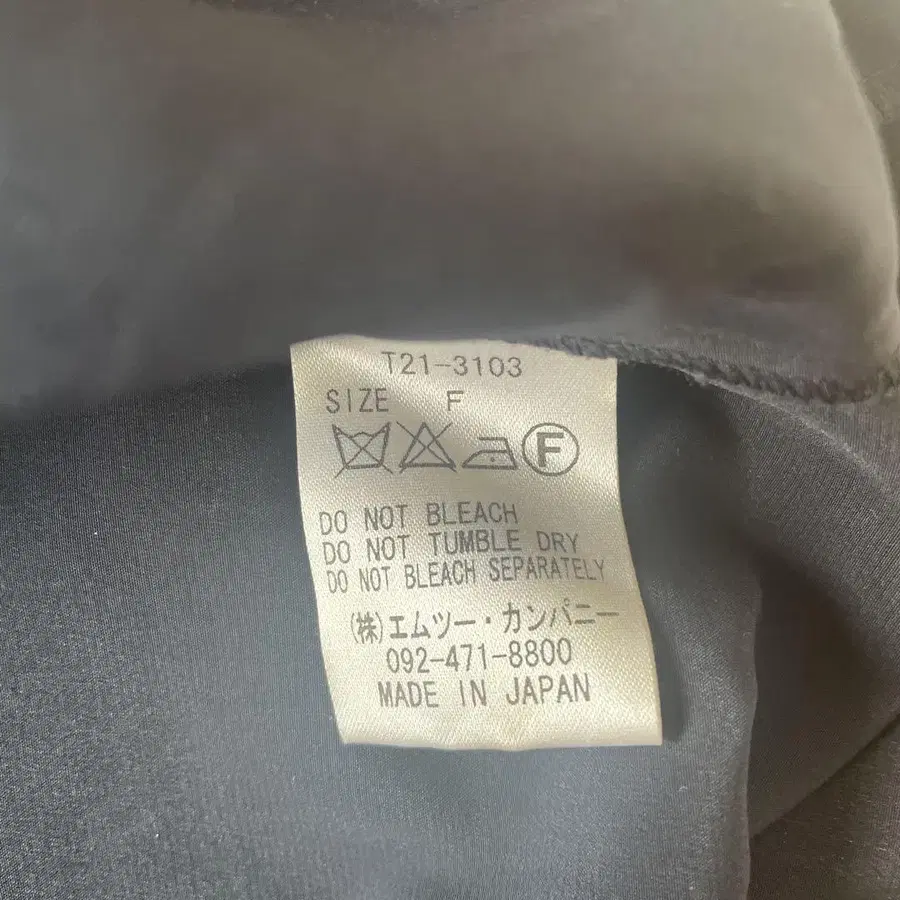 T21-3103
SIZE F
F
DO NOT BLEACH
DO NOT TUMBLE DRY
DO NOT BLEACH SEPARATELY
(株)エムツー・カンパニー
092-471-8800
MADE IN JAPAN